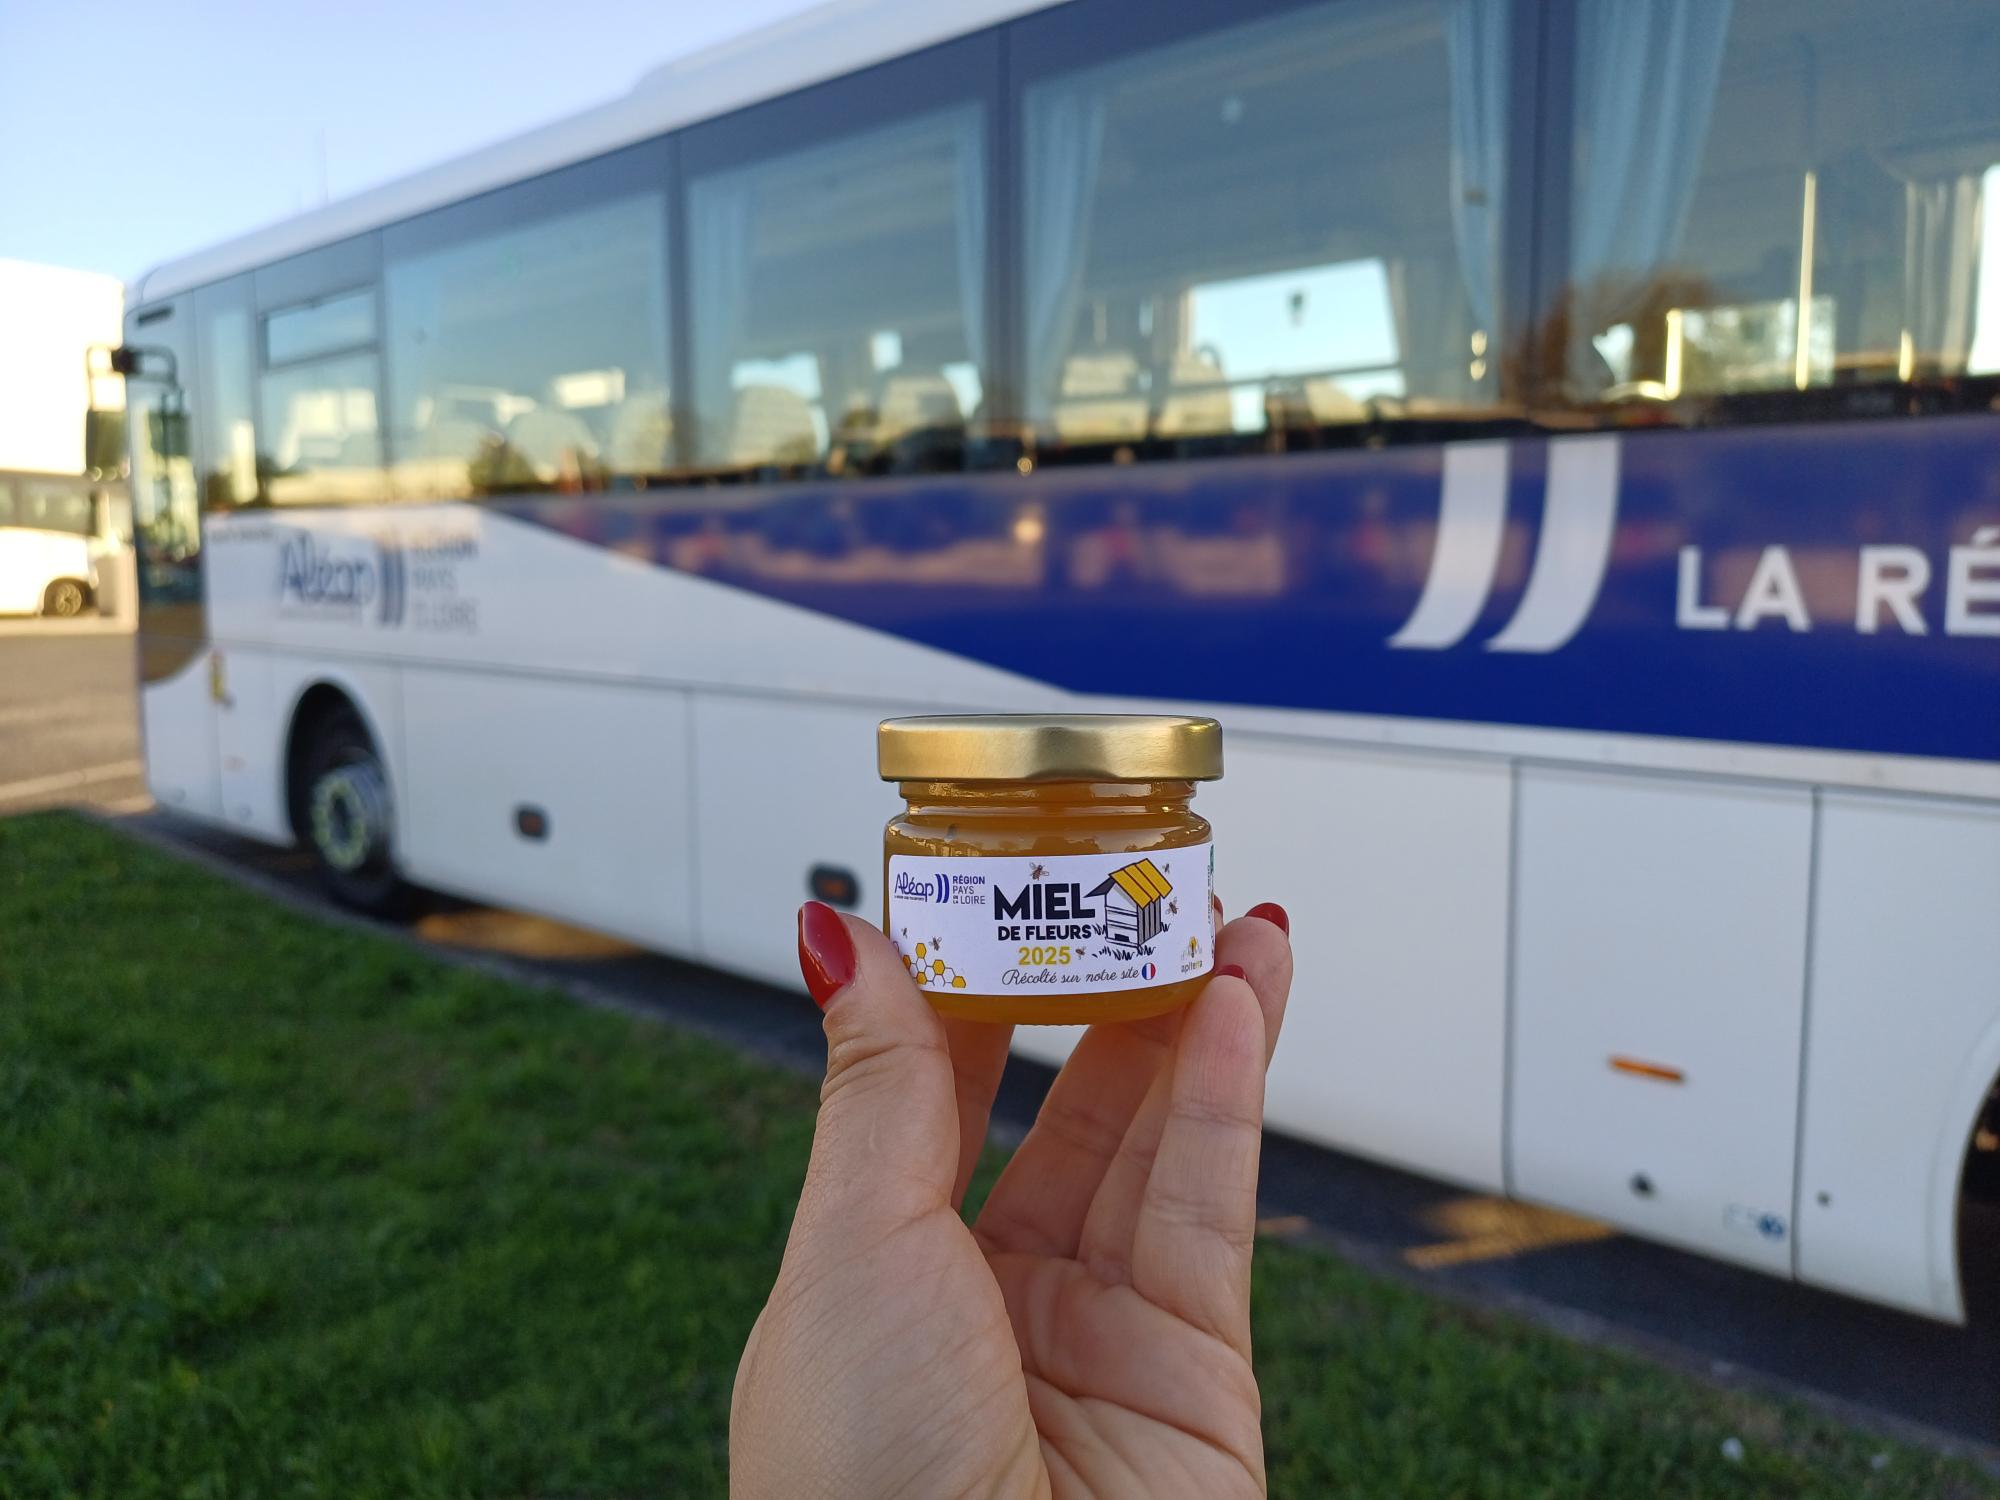 Aléop
RÉGION
PAYS
DE LA LOIRE
LA RÉ
Aléop
RÉGION
PAYS
DE LA LOIRE
MIEL
DE FLEURS
2025
Récolté sur notre site
apiterra